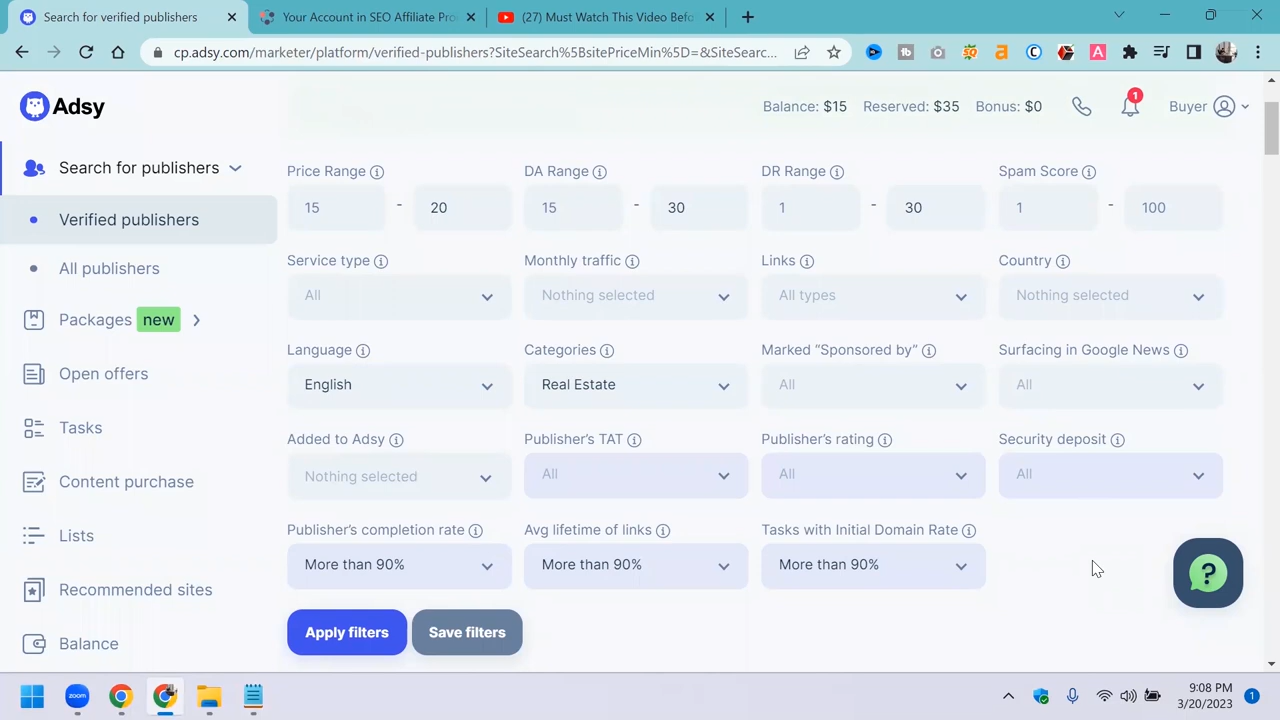 Search for verified publishers
Your Account in SEO Affiliate Pro
(27) Must Watch This Video Befo
cp.adsy.com/marketer/platform/verified-publishers?SiteSearch%5BsitePriceMin%5D=&SiteSearc...
Adsy
Balance: $15 Reserved: $35 Bonus: $0
1
Buyer
Search for publishers
Verified publishers
All publishers
Packages new
Open offers
Tasks
Content purchase
Lists
Recommended sites
Balance
Price Range DA Range DR Range Spam Score
15 - 20 15 - 30 1 - 30 1 - 100
Service type Monthly traffic Links Country
All Nothing selected All types Nothing selected
Language Categories Marked “Sponsored by” Surfacing in Google News
English Real Estate All All
Added to Adsy Publisher’s TAT Publisher’s rating Security deposit
Nothing selected All All All
Publisher’s completion rate Avg lifetime of links Tasks with Initial Domain Rate
More than 90% More than 90% More than 90%
Apply filters Save filters
?
zoom
9:08 PM
3/20/2023
1